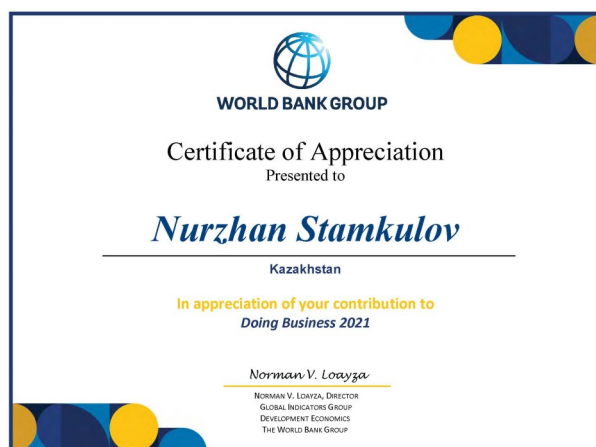 WORLD BANK GROUP
Certificate of Appreciation
Presented to
Nurzhan Stamkulov
Kazakhstan
In appreciation of your contribution to
Doing Business 2021
Norman V. Loayza
NORMAN V. LOAYZA, DIRECTOR
GLOBAL INDICATORS GROUP
DEVELOPMENT ECONOMICS
THE WORLD BANK GROUP